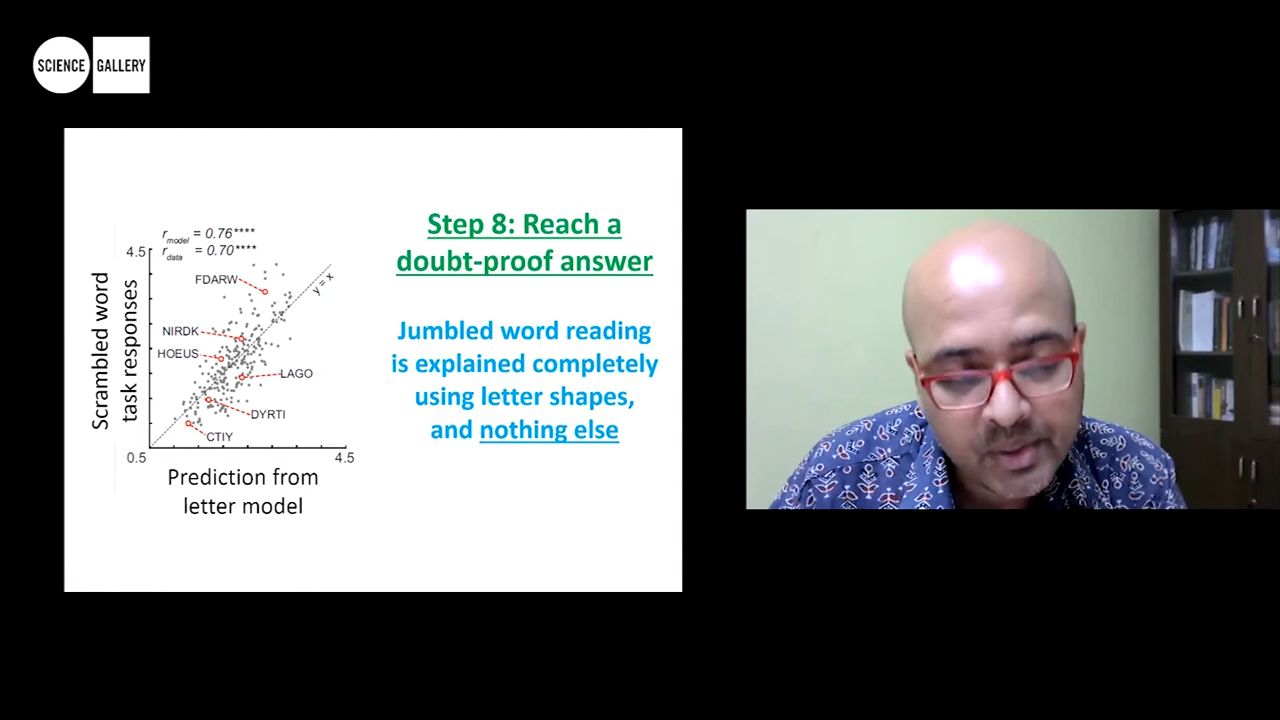 SCIENCE GALLERY
Step 8: Reach a
doubt-proof answer
Jumbled word reading
is explained completely
using letter shapes,
and nothing else
r model = 0.76****
r data = 0.70****
4.5
FDARW
y = x
NIRDK
HOEUS
LAGO
DYRTI
CTIY
0.5
4.5
Scrambled word
task responses
Prediction from
letter model